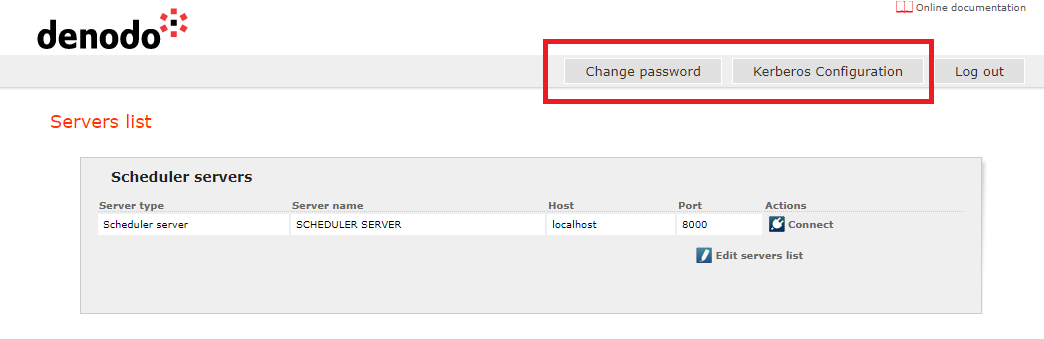 Online documentation
denodo
Change password Kerberos Configuration Log out
Servers list
Scheduler servers
Server type Server name Host Port Actions
Scheduler server SCHEDULER SERVER localhost 8000 Connect
Edit servers list